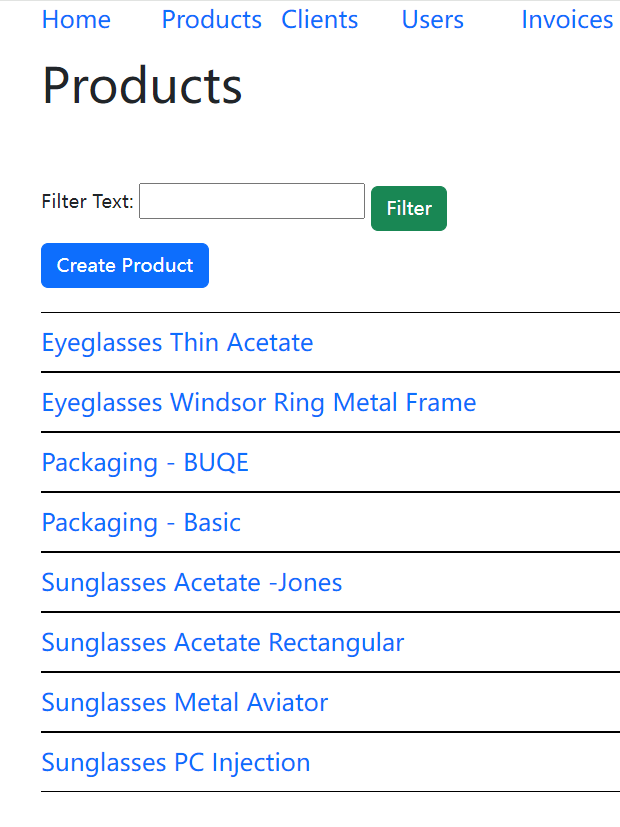 Home Products Clients Users Invoices
Products
Filter Text: Filter
Create Product
Eyeglasses Thin Acetate
Eyeglasses Windsor Ring Metal Frame
Packaging - BUQE
Packaging - Basic
Sunglasses Acetate -Jones
Sunglasses Acetate Rectangular
Sunglasses Metal Aviator
Sunglasses PC Injection